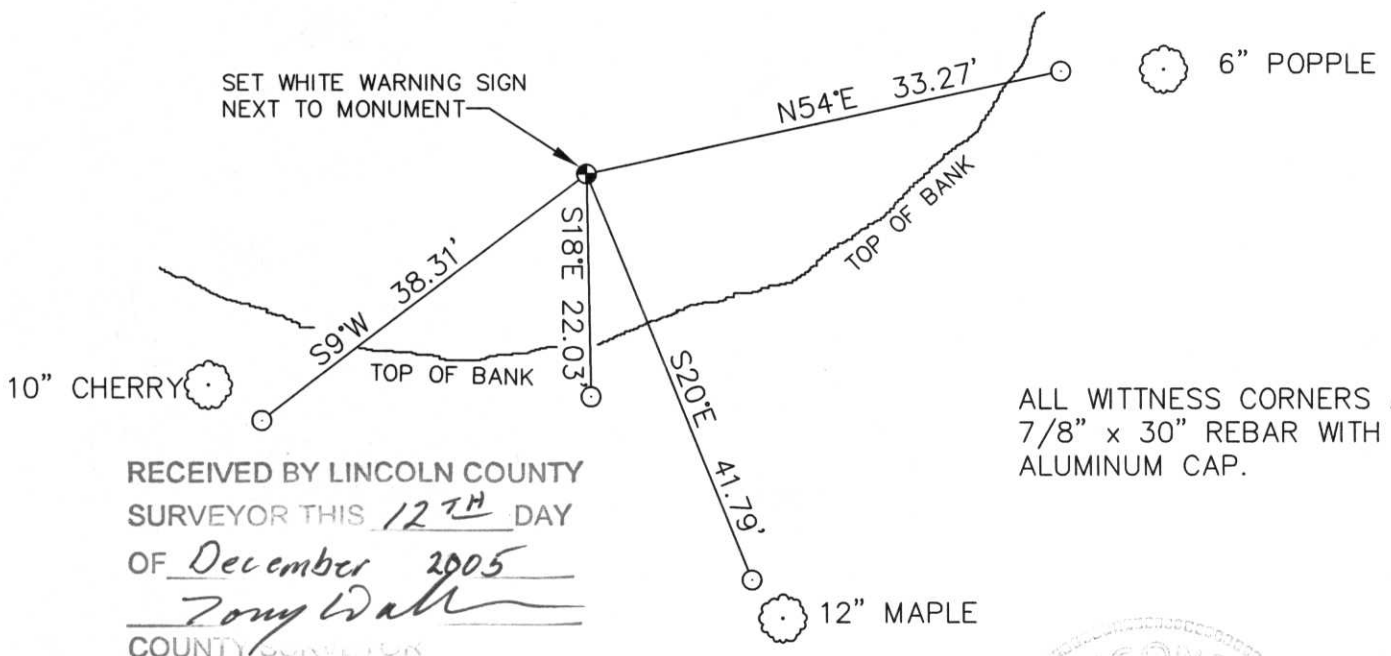 SET WHITE WARNING SIGN
NEXT TO MONUMENT
N54°E 33.27'
6" POPPLE
TOP OF BANK
S9°W 38.31'
S18°E 22.03'
S20°E 41.79'
10" CHERRY
TOP OF BANK
12" MAPLE
ALL WITTNESS CORNERS
7/8" x 30" REBAR WITH
ALUMINUM CAP.
RECEIVED BY LINCOLN COUNTY
SURVEYOR THIS 12TH DAY
OF December 2005
Tony
COUNTY SURVEYOR